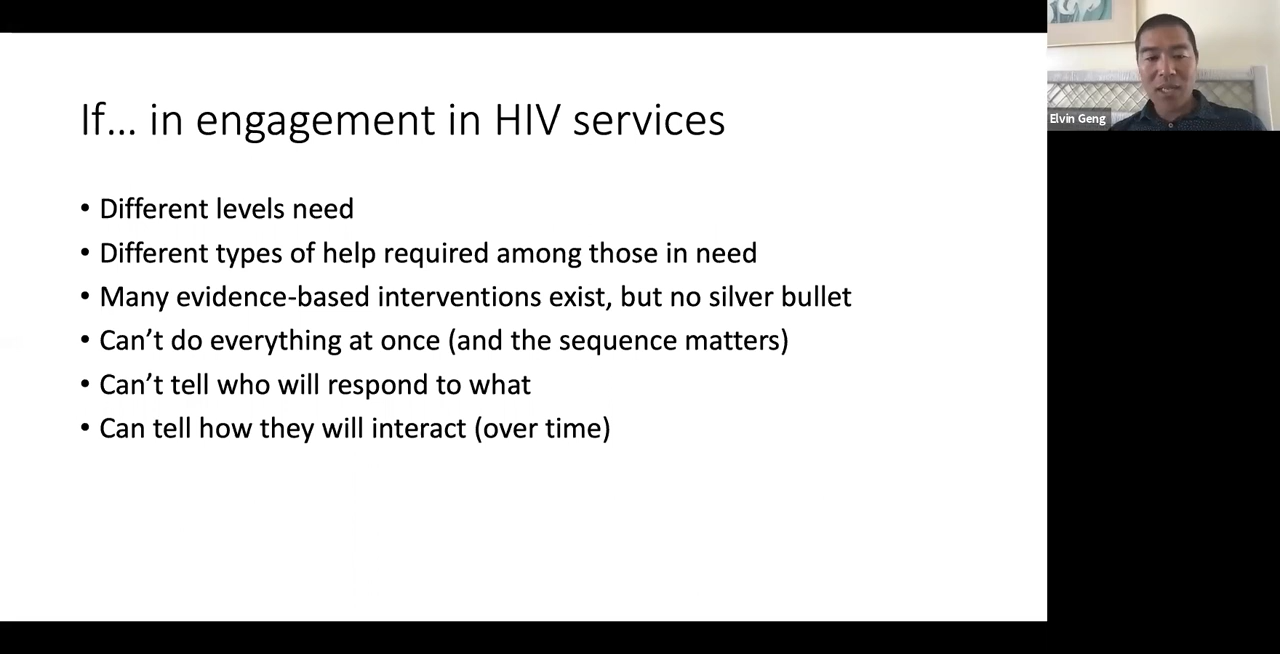 If… in engagement in HIV services
• Different levels need
• Different types of help required among those in need
• Many evidence-based interventions exist, but no silver bullet
• Can’t do everything at once (and the sequence matters)
• Can’t tell who will respond to what
• Can tell how they will interact (over time)
Elvin Geng